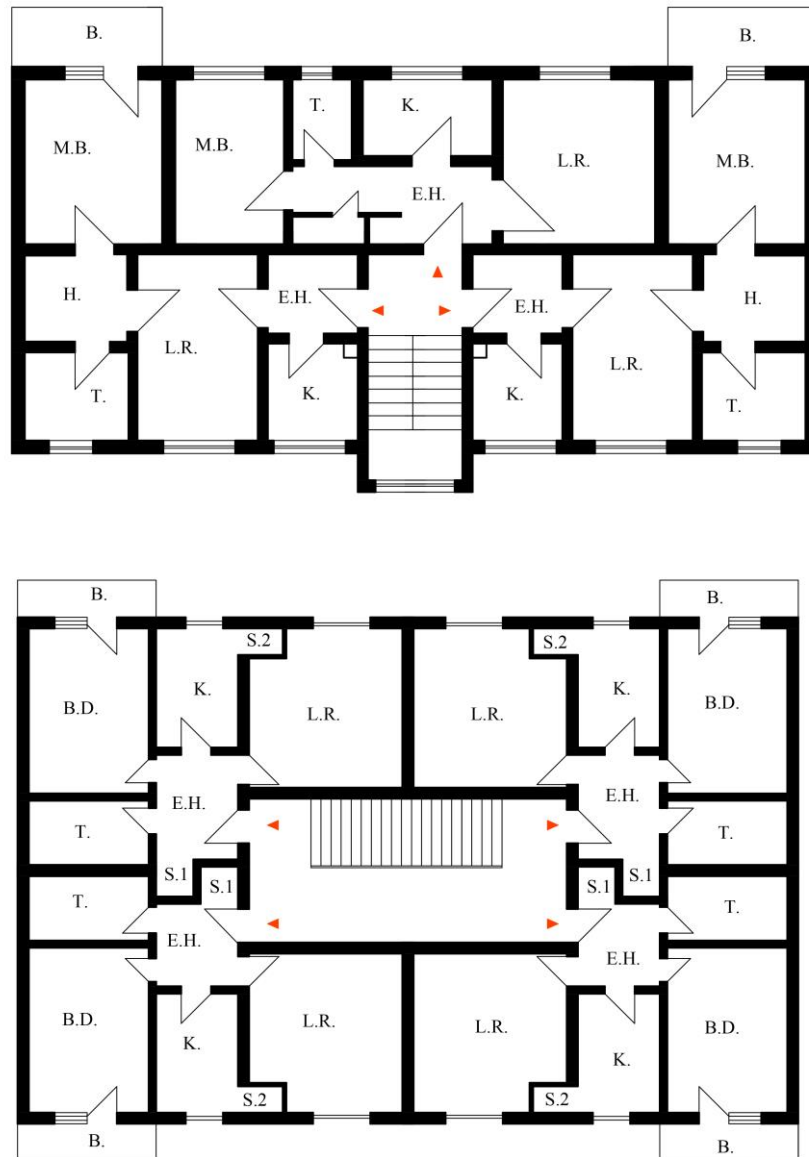 B. B.
T. K.
M.B. M.B. L.R. M.B.
E.H.
H. E.H. E.H. H.
L.R. L.R.
T. K. K. T.
B. B.
S.2 S.2
K. K.
B.D. L.R. L.R. B.D.
E.H. E.H.
T. T.
S.1 S.1 S.1 S.1
T. T.
E.H. E.H.
B.D. L.R. L.R. B.D.
K. K.
S.2 S.2
B. B.